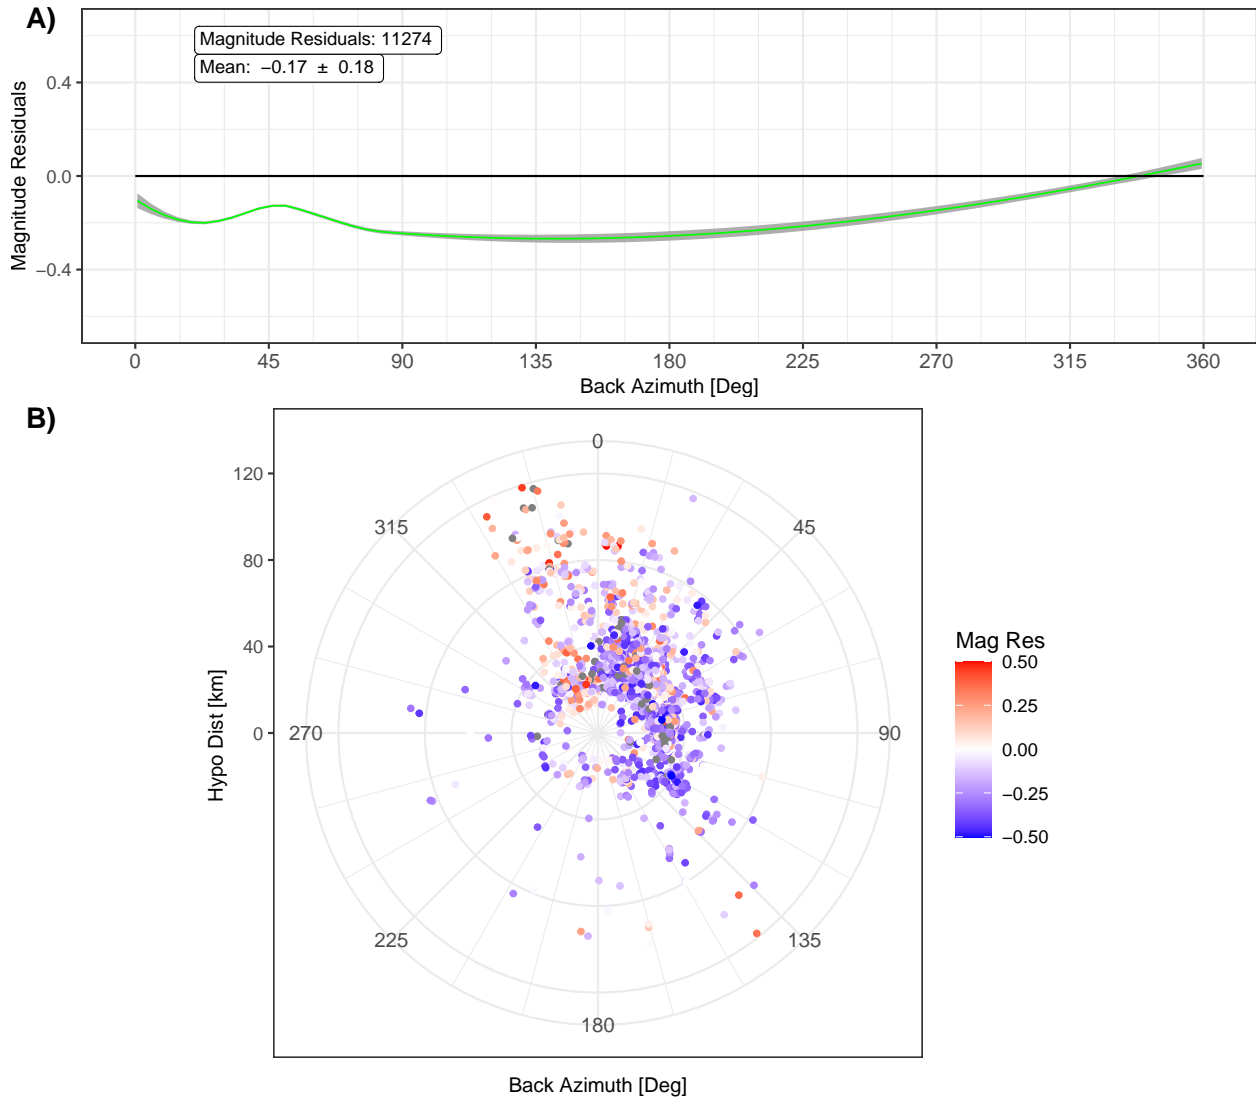 A)
Magnitude Residuals: 11274
Mean: −0.17 ± 0.18
Magnitude Residuals
0.4
0.0
−0.4
0 45 90 135 180 225 270 315 360
Back Azimuth [Deg]
B)
Hypo Dist [km]
120
80
40
0
0
45
90
135
180
225
270
315
Back Azimuth [Deg]
Mag Res
0.50
0.25
0.00
−0.25
−0.50